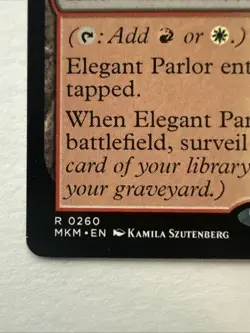 ( : Add or .)
Elegant Parlor ent
tapped.
When Elegant Par
battlefield, surveil
card of your library
your graveyard.)
R 0260
MKM • EN KAMILA SZUTENBERG